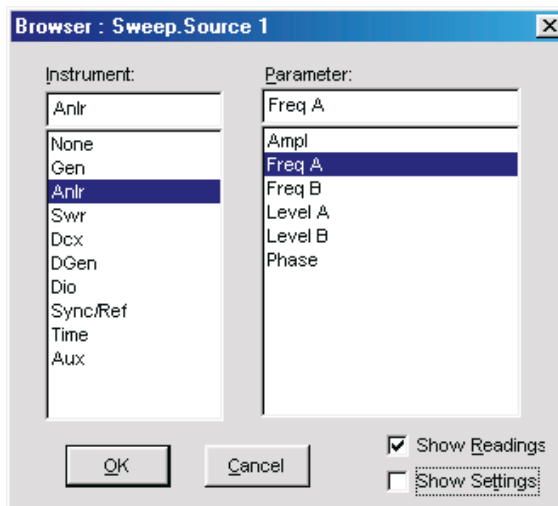 Browser : Sweep.Source 1
Instrument:
Anlr
None
Gen
Anlr
Swr
Dcx
DGen
Dio
Sync/Ref
Time
Aux
Parameter:
Freq A
Ampl
Freq A
Freq B
Level A
Level B
Phase
OK
Cancel
Show Readings
Show Settings